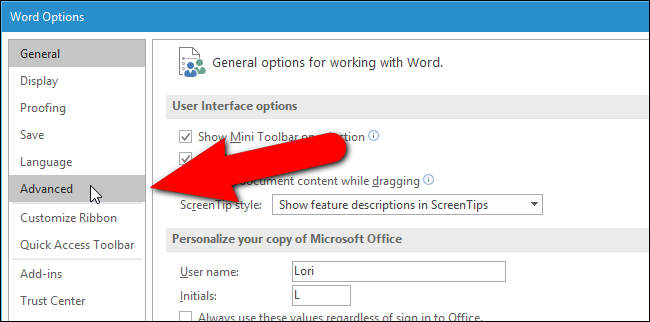 Word Options
General
Display
Proofing
Save
Language
Advanced
Customize Ribbon
Quick Access Toolbar
Add-ins
Trust Center
General options for working with Word.
User Interface options
Show Mini Toolbar on selection
document content while dragging
ScreenTip style: Show feature descriptions in ScreenTips
Personalize your copy of Microsoft Office
User name: Lori
Initials: L
Always use these values regardless of sign in to Office.